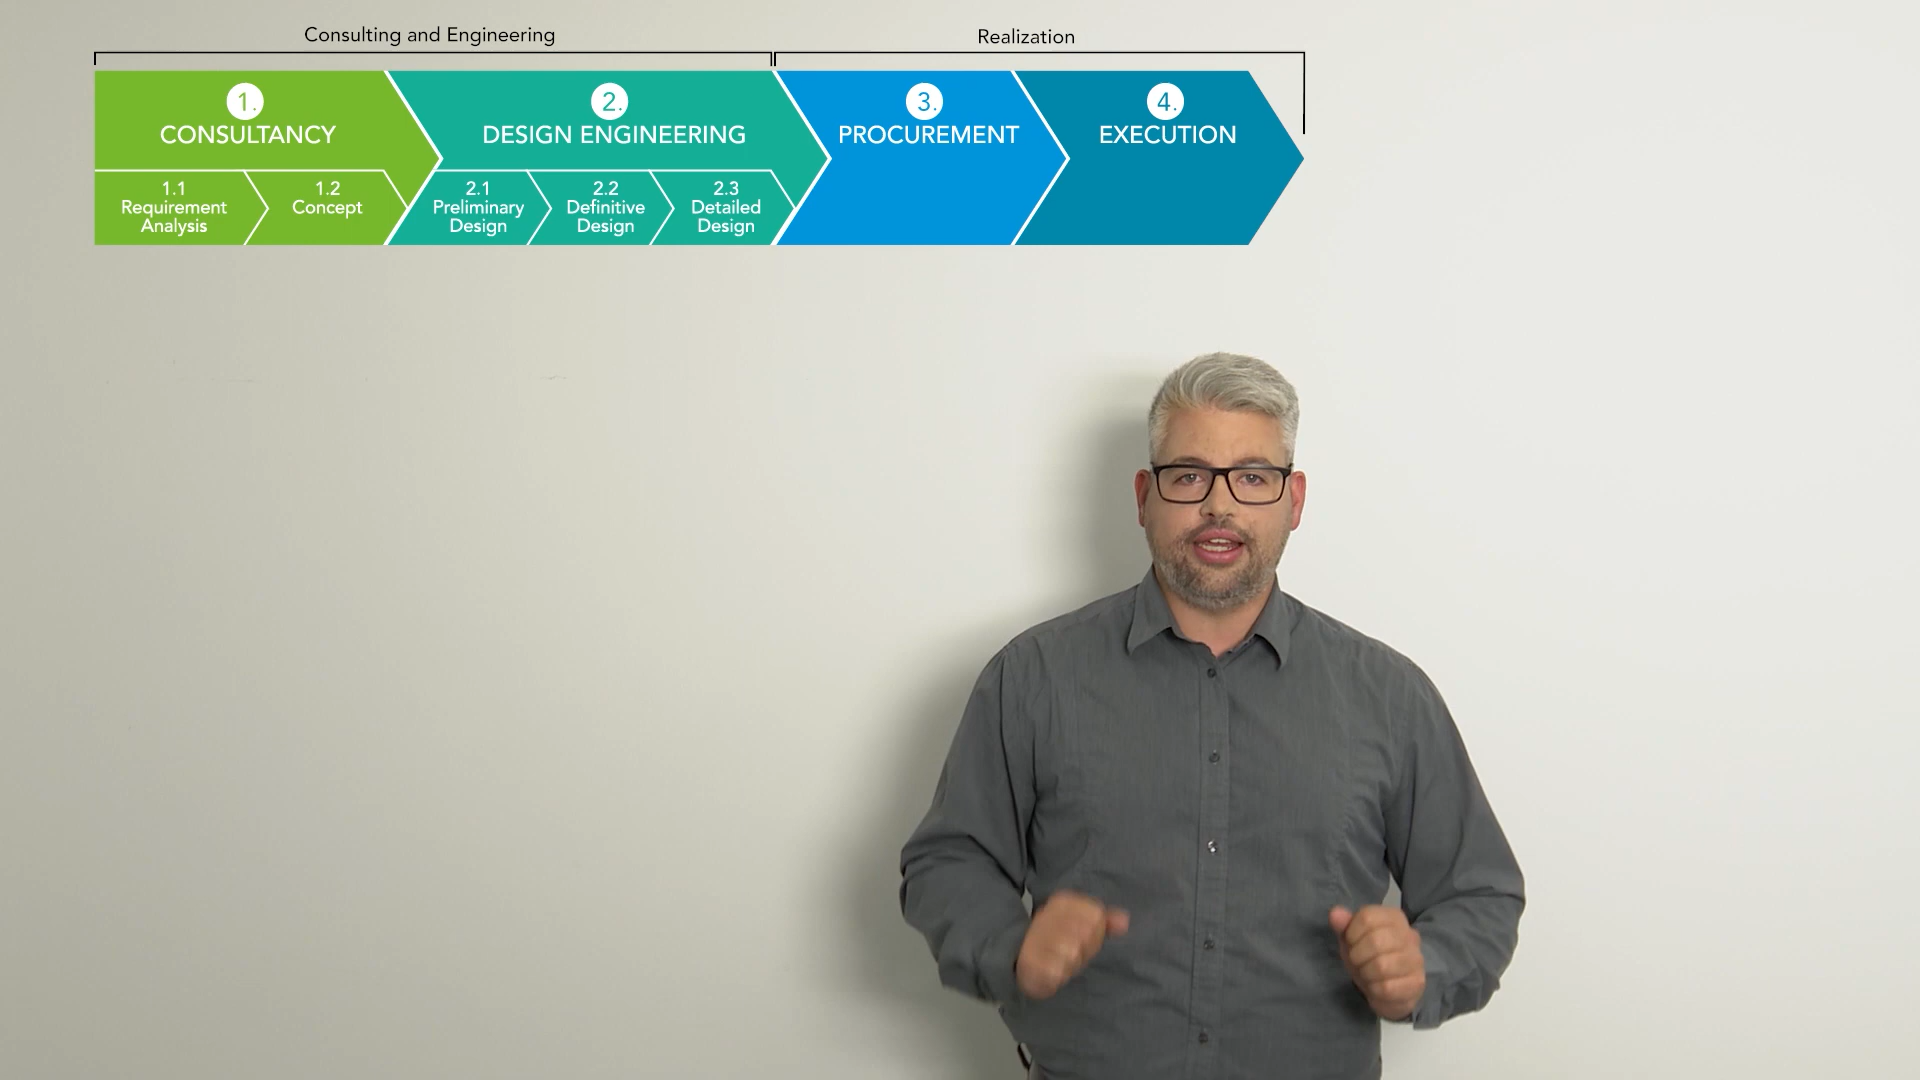 Consulting and Engineering
Realization
1.
CONSULTANCY
2.
DESIGN ENGINEERING
3.
PROCUREMENT
4.
EXECUTION
1.1
Requirement
Analysis
1.2
Concept
2.1
Preliminary
Design
2.2
Definitive
Design
2.3
Detailed
Design